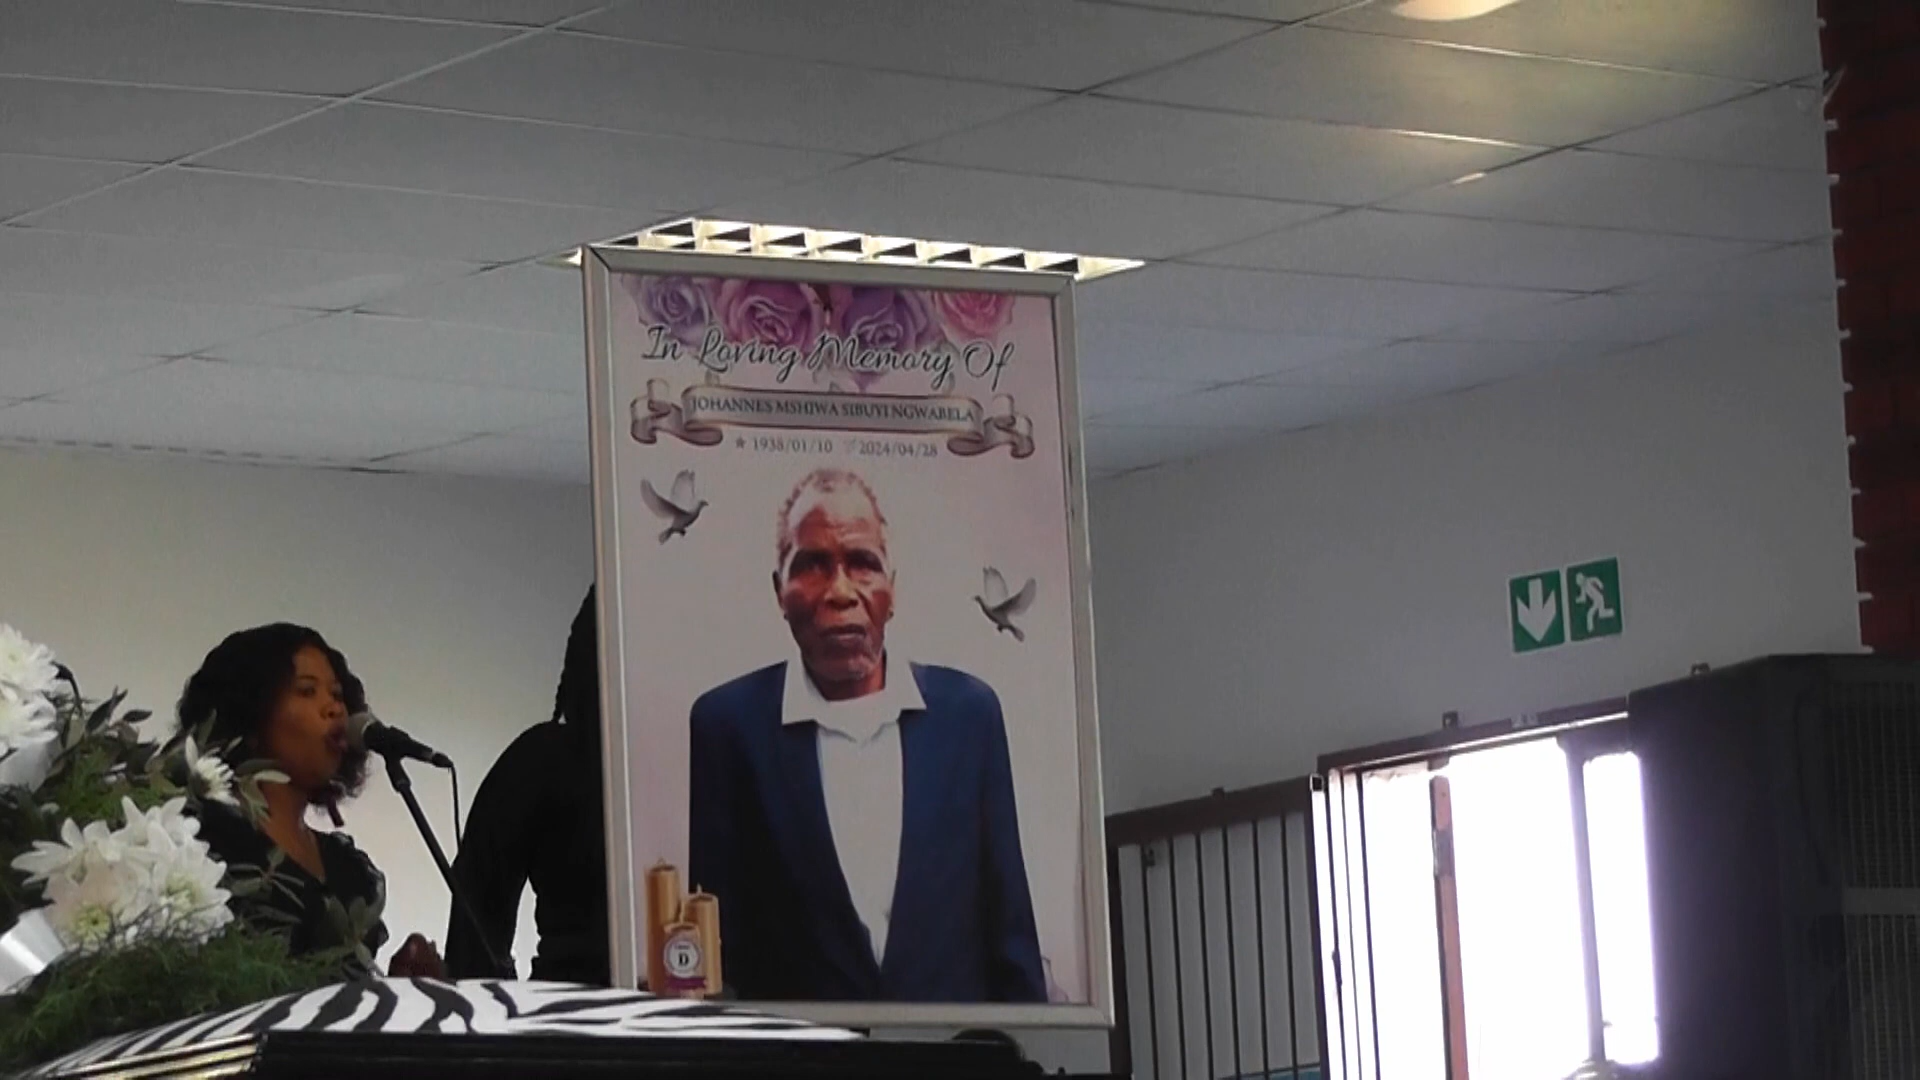 In Loving Memory Of
JOHANNES MSHIWA SIBUYI NGWABELA
1938/01/10 2024/04/28
D